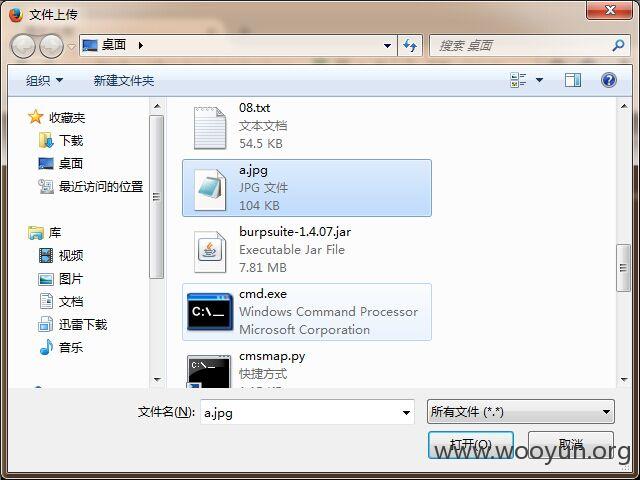 文件上传
桌面
搜索 桌面
组织
新建文件夹
收藏夹
下载
桌面
最近访问的位置
库
视频
图片
文档
迅雷下载
音乐
08.txt
文本文档
54.5 KB
a.jpg
JPG 文件
104 KB
burpsuite-1.4.07.jar
Executable Jar File
7.81 MB
cmd.exe
Windows Command Processor
Microsoft Corporation
cmsmap.py
快捷方式
文件名(N):
a.jpg
所有文件 (*.*)
打开(O)
取消
www.wooyun.org